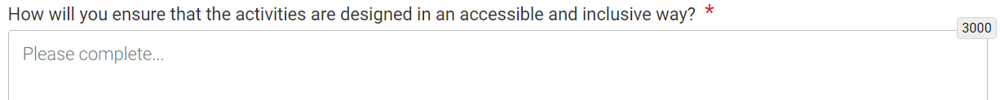 How will you ensure that the activities are designed in an accessible and inclusive way? *
3000
Please complete...